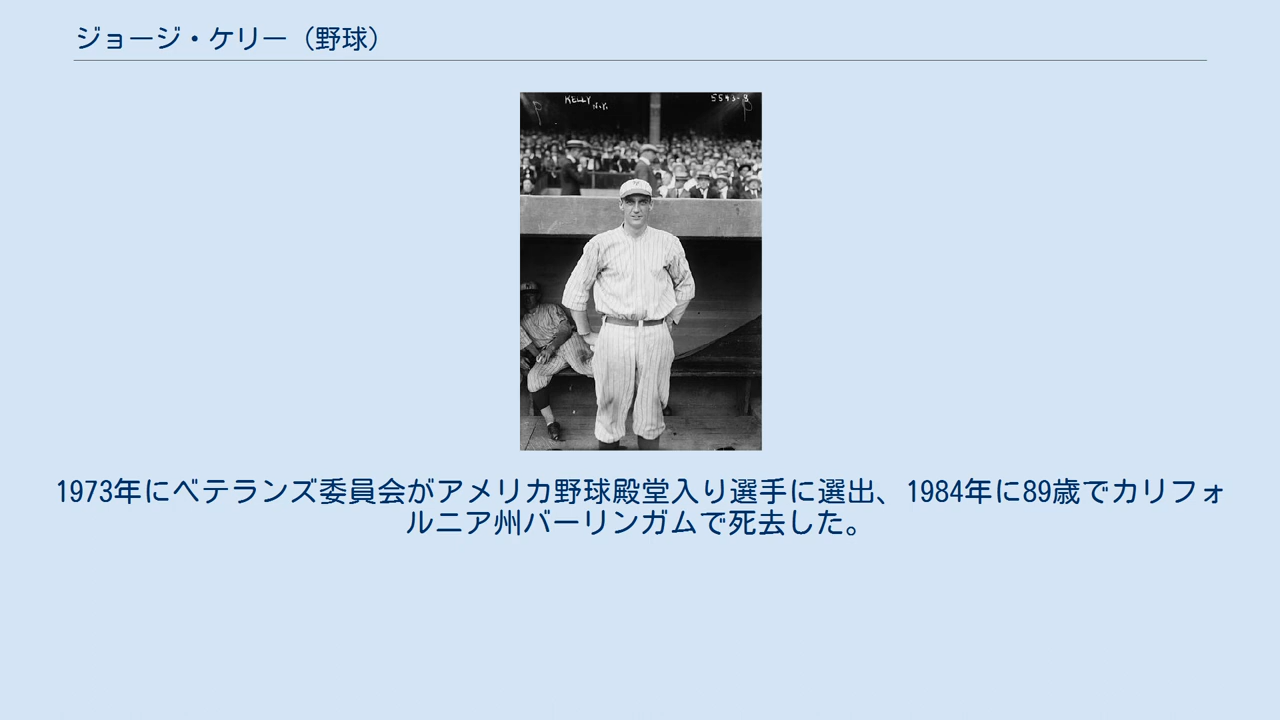 ジョージ・ケリー（野球）
KELLY
N.Y.
5593-8
1973年にベテランズ委員会がアメリカ野球殿堂入り選手に選出、1984年に89歳でカリフォ
ルニア州バーリンガムで死去した。